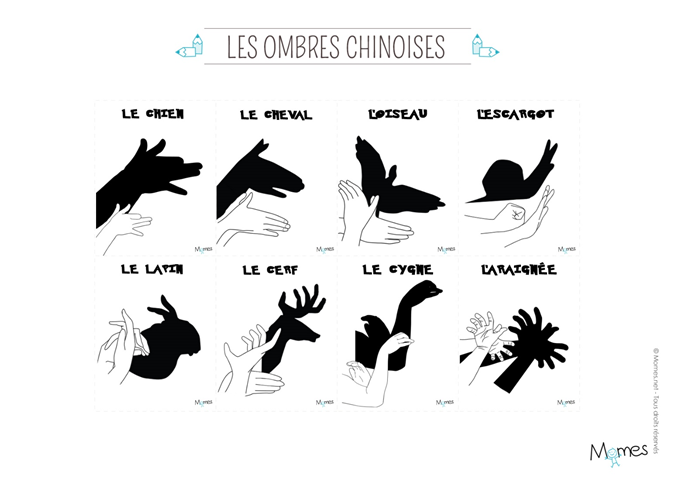 LES OMBRES CHINOISES
LE CHIEN
LE CHEVAL
L'OISEAU
L'ESCARGOT
Momes
Momes
Momes
Momes
LE LAPIN
LE CERF
LE CYGNE
L'ARAIGNÉE
Momes
Momes
Momes
Momes
© Momes.net - Tous droits réservés
Momes